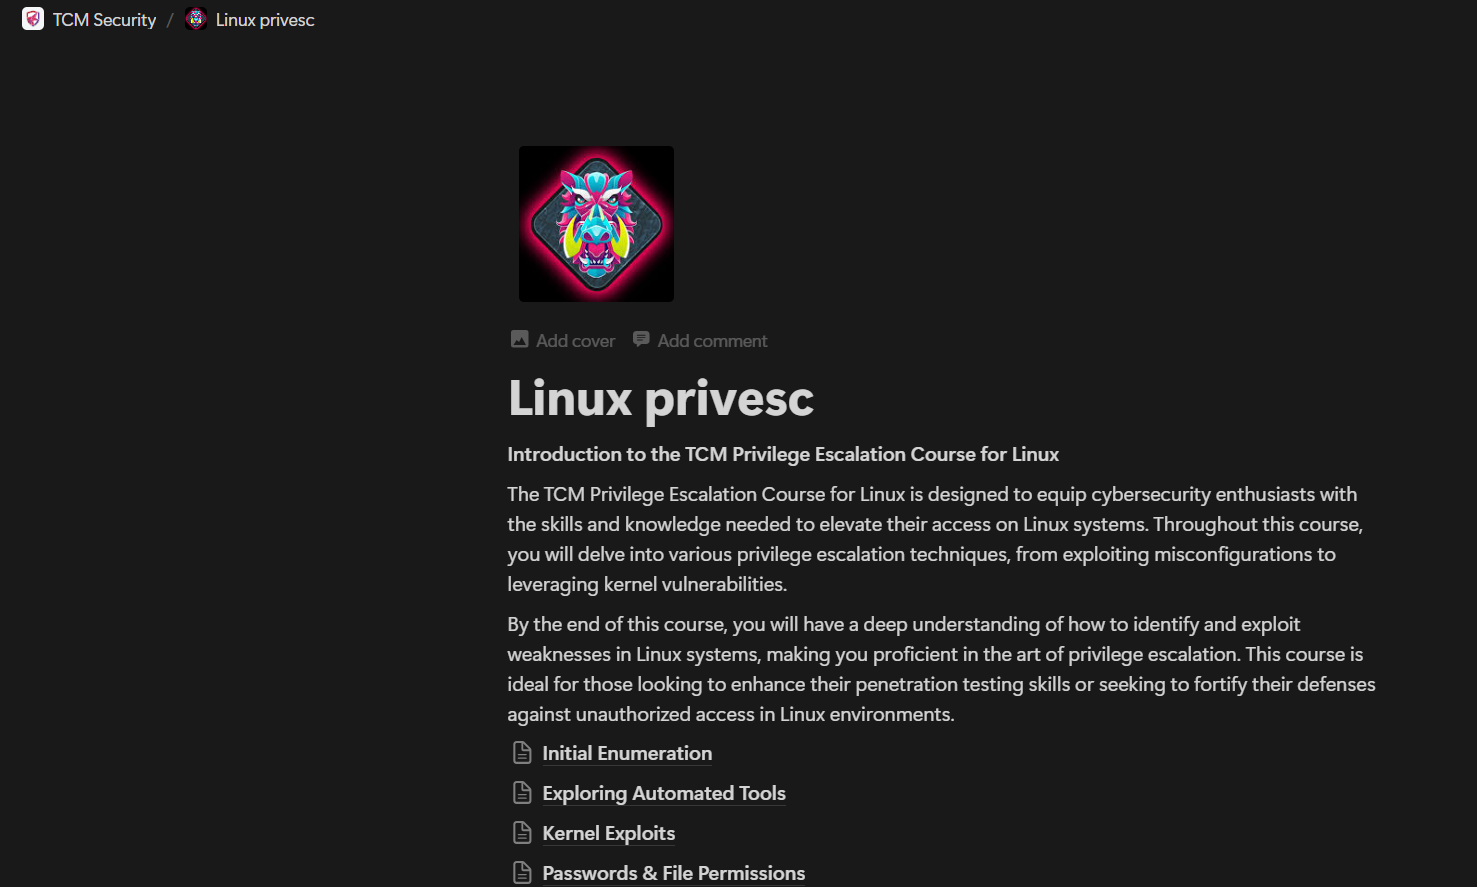 TCM Security / Linux privesc
Add cover Add comment
Linux privesc
Introduction to the TCM Privilege Escalation Course for Linux
The TCM Privilege Escalation Course for Linux is designed to equip cybersecurity enthusiasts with
the skills and knowledge needed to elevate their access on Linux systems. Throughout this course,
you will delve into various privilege escalation techniques, from exploiting misconfigurations to
leveraging kernel vulnerabilities.
By the end of this course, you will have a deep understanding of how to identify and exploit
weaknesses in Linux systems, making you proficient in the art of privilege escalation. This course is
ideal for those looking to enhance their penetration testing skills or seeking to fortify their defenses
against unauthorized access in Linux environments.
Initial Enumeration
Exploring Automated Tools
Kernel Exploits
Passwords & File Permissions